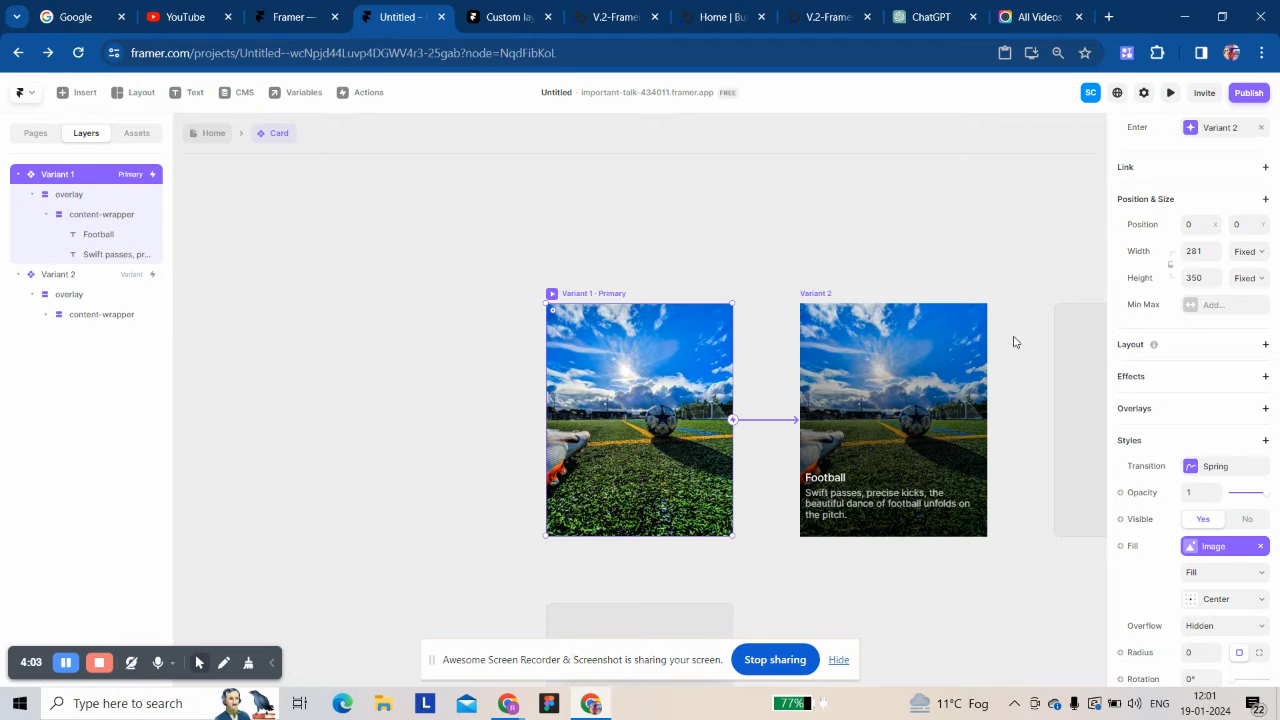 Google
YouTube
Framer —
Untitled –
Custom lay
V.2-Frame
Home | Bu
V.2-Frame
ChatGPT
All Videos
framer.com/projects/Untitled--wcNpjd44Luvp4DGWV4r3-25gab?node=NqdFibKoL
Insert
Layout
Text
CMS
Variables
Actions
Untitled · important-talk-434011.framer.app FREE
SC
Invite
Publish
Pages
Layers
Assets
Home
Card
Enter
Variant 2
Variant 1
Primary
overlay
content-wrapper
Football
Swift passes, pr...
Variant 2
Variant
overlay
content-wrapper
Variant 1 · Primary
Variant 2
Football
Swift passes, precise kicks, the
beautiful dance of football unfolds on
the pitch.
Link
Position & Size
Position 0 X 0 Y
Width 281 Fixed
Height 350 Fixed
Min Max Add...
Layout
Effects
Overlays
Styles
Transition Spring
Opacity 1
Visible Yes No
Fill Image
Fill
Center
Overflow Hidden
Radius 0
Rotation 0°
4:03
Awesome Screen Recorder & Screenshot is sharing your screen.
Stop sharing
Hide
Type here to search
L
R
77%
11°C Fog
12:01
19-11-2024
22